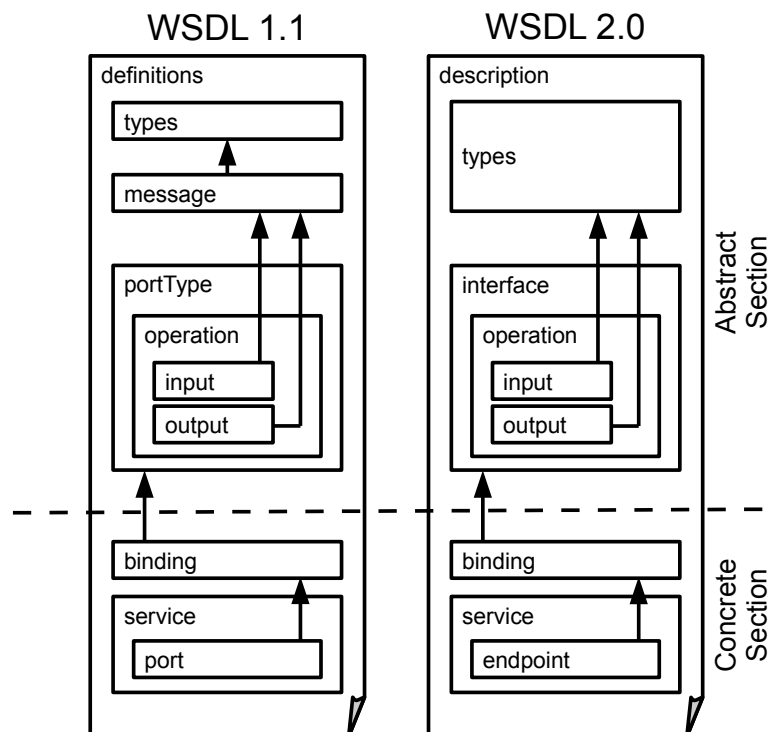 WSDL 1.1
definitions
types
message
portType
operation
input
output
binding
service
port
WSDL 2.0
description
types
interface
operation
input
output
binding
service
endpoint
Abstract
Section
Concrete
Section